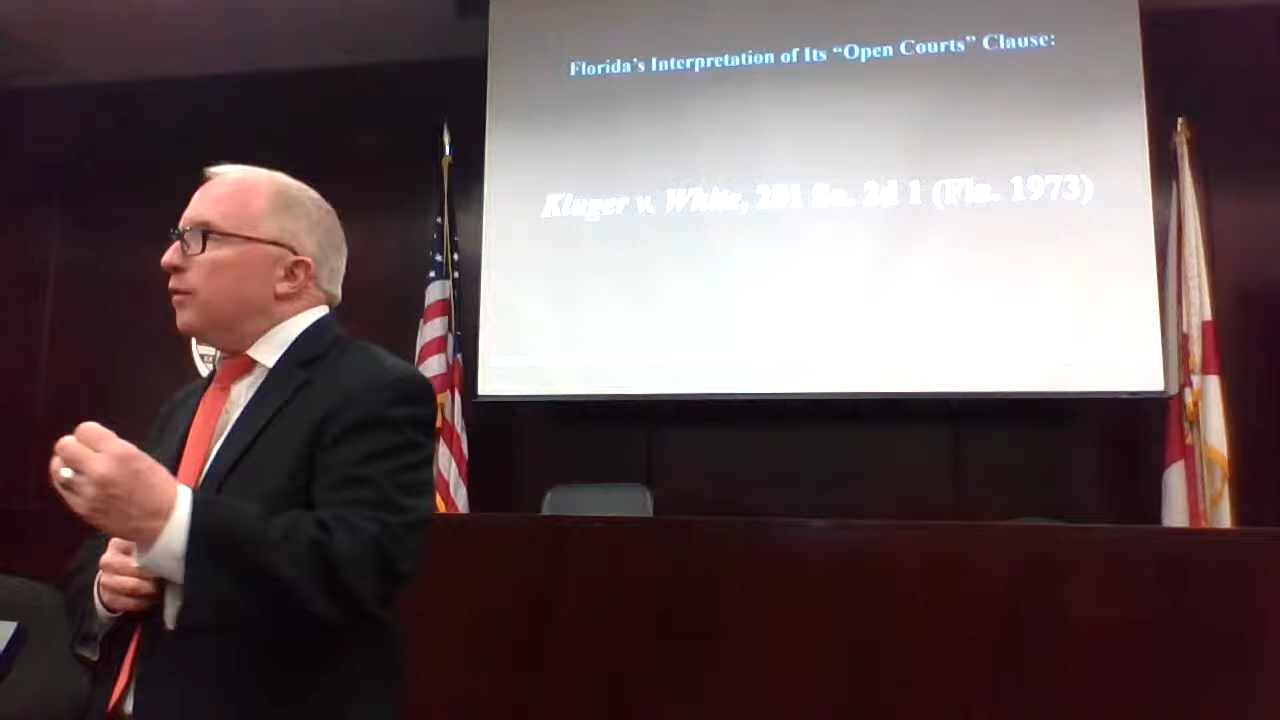 Florida's Interpretation of Its “Open Courts” Clause:
Kluger v. White, 281 So. 2d 1 (Fla. 1973)